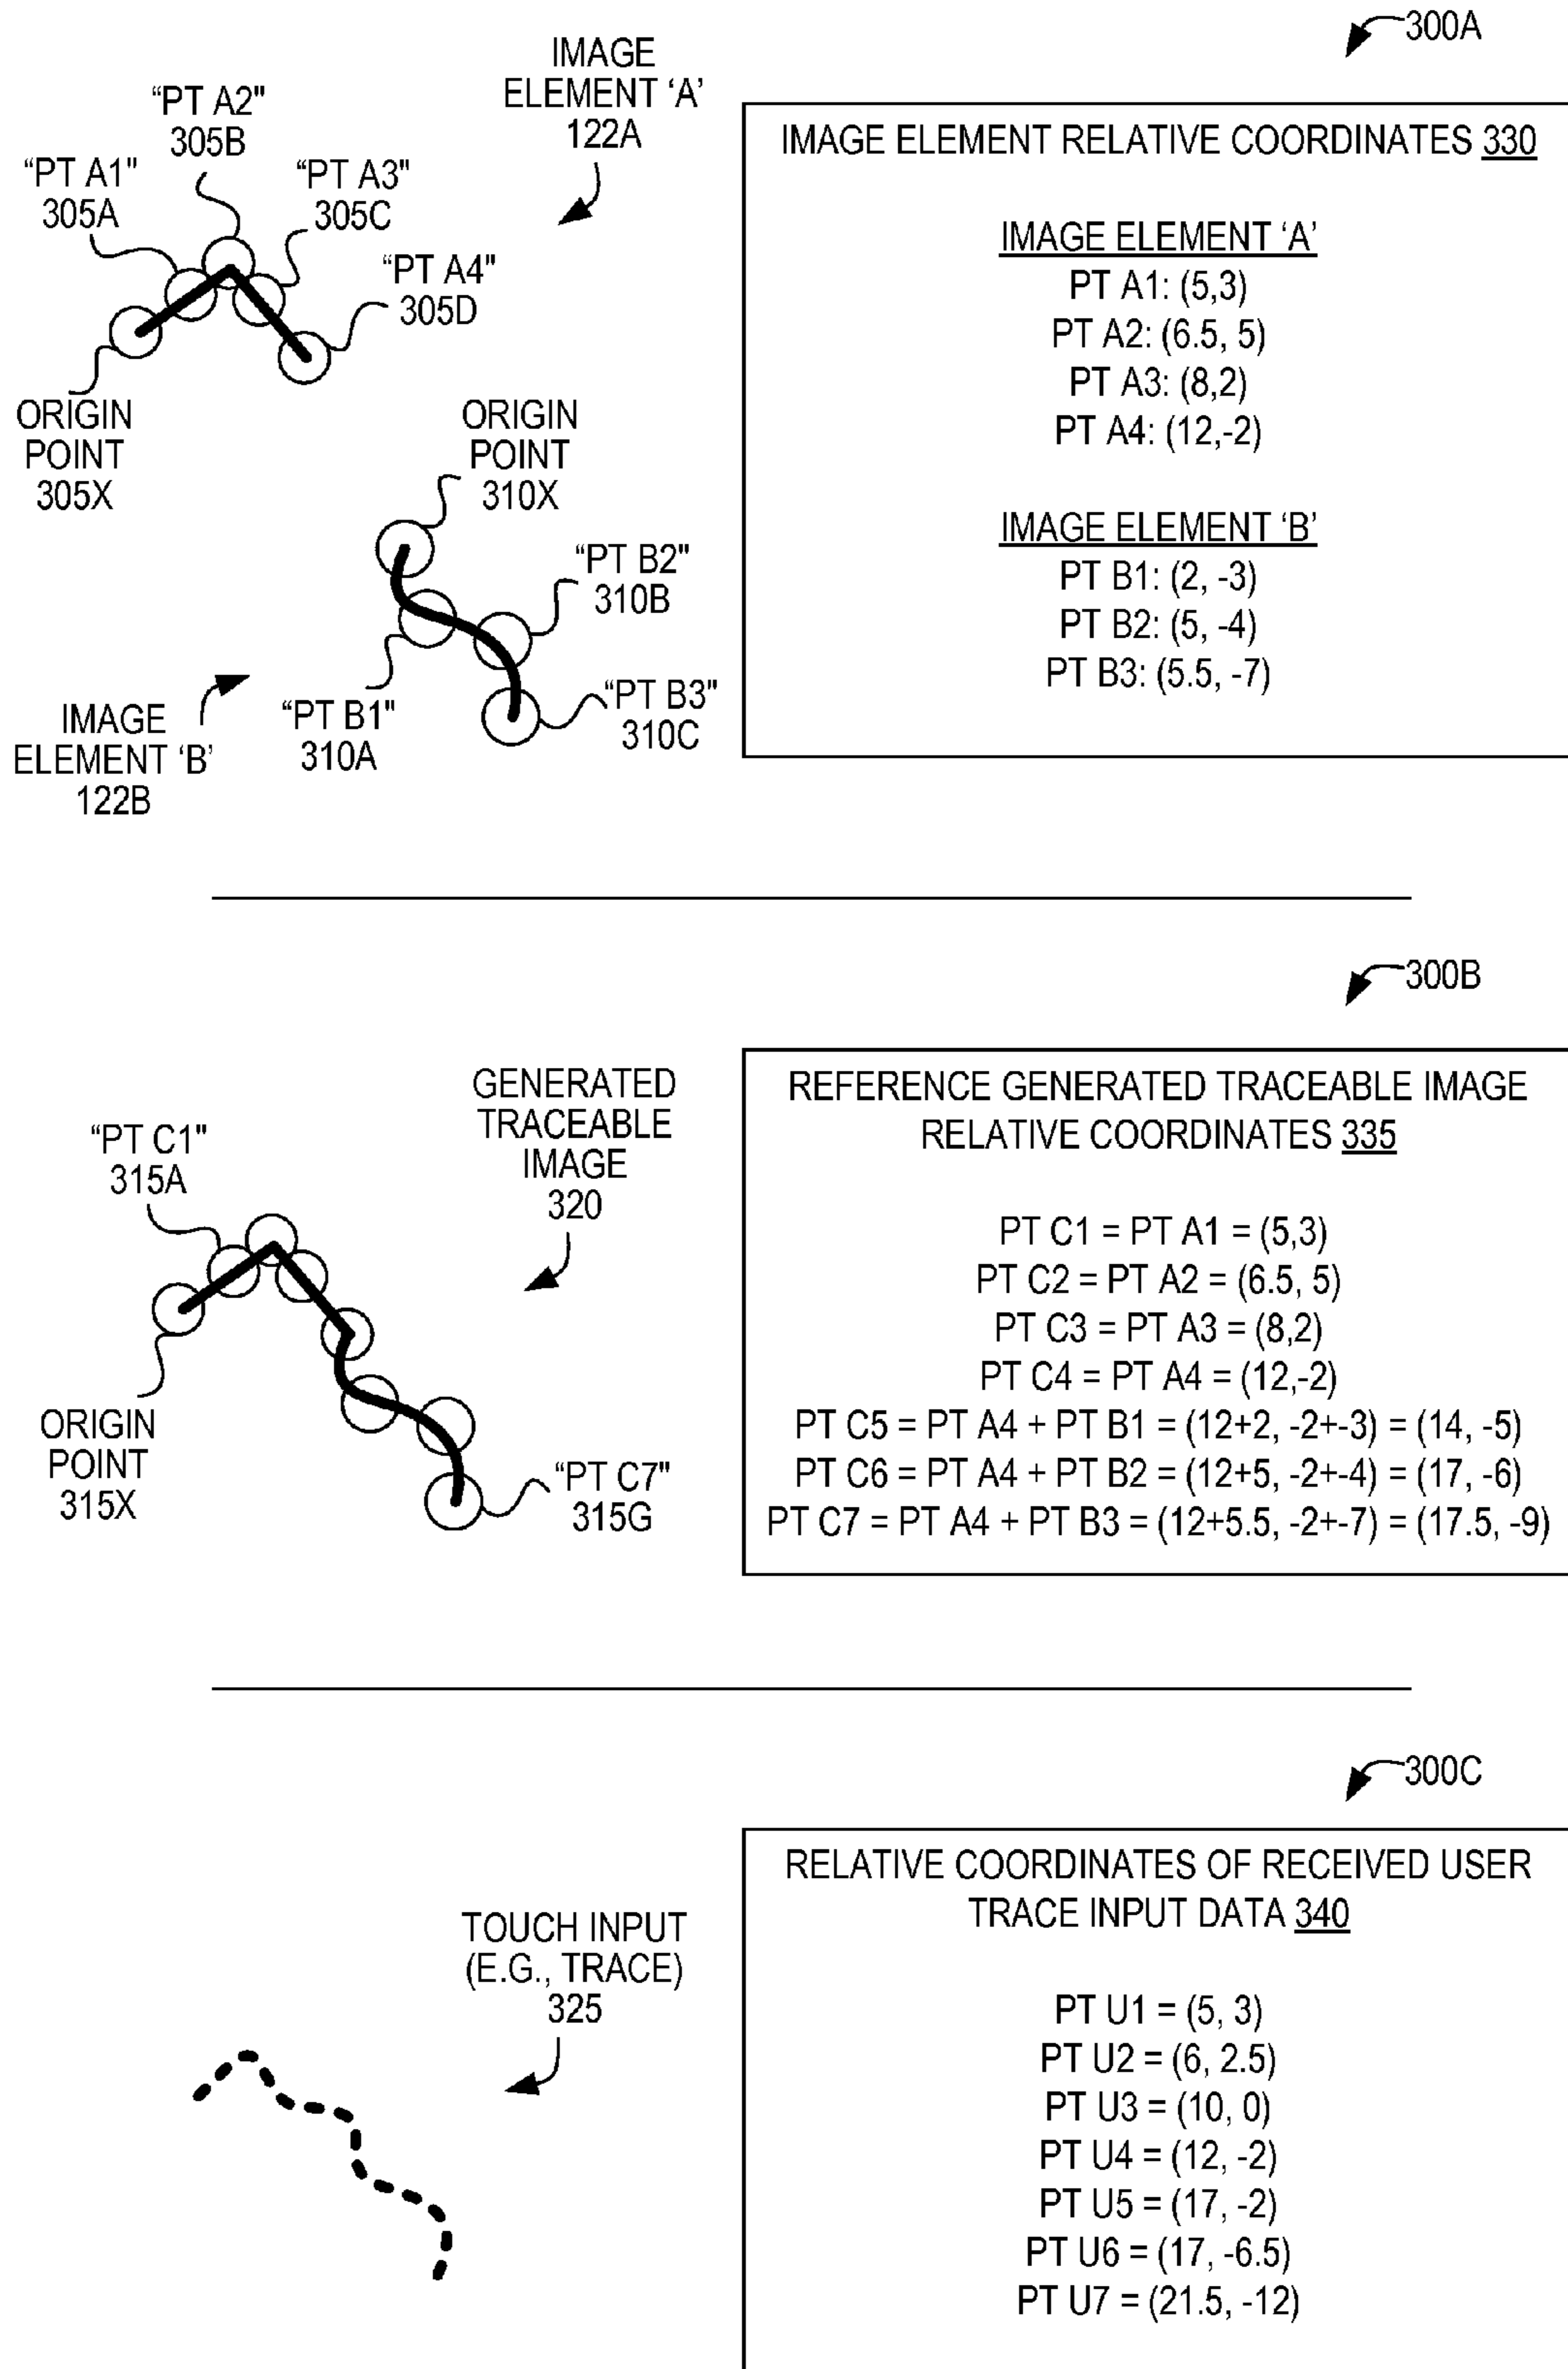 300A
IMAGE
ELEMENT ‘A’
122A
“PT A2"
305B
“PT A1"
305A
“PT A3"
305C
“PT A4"
305D
ORIGIN
POINT
305X
ORIGIN
POINT
310X
“PT B2"
310B
“PT B1"
310A
“PT B3"
310C
IMAGE
ELEMENT ‘B’
122B
IMAGE ELEMENT RELATIVE COORDINATES 330
IMAGE ELEMENT ‘A’
PT A1: (5,3)
PT A2: (6.5, 5)
PT A3: (8,2)
PT A4: (12,-2)
IMAGE ELEMENT ‘B’
PT B1: (2, -3)
PT B2: (5, -4)
PT B3: (5.5, -7)
300B
GENERATED
TRACEABLE
IMAGE
320
“PT C1"
315A
ORIGIN
POINT
315X
“PT C7"
315G
REFERENCE GENERATED TRACEABLE IMAGE
RELATIVE COORDINATES 335
PT C1 = PT A1 = (5,3)
PT C2 = PT A2 = (6.5, 5)
PT C3 = PT A3 = (8,2)
PT C4 = PT A4 = (12,-2)
PT C5 = PT A4 + PT B1 = (12+2, -2+-3) = (14, -5)
PT C6 = PT A4 + PT B2 = (12+5, -2+-4) = (17, -6)
PT C7 = PT A4 + PT B3 = (12+5.5, -2+-7) = (17.5, -9)
300C
TOUCH INPUT
(E.G., TRACE)
325
RELATIVE COORDINATES OF RECEIVED USER
TRACE INPUT DATA 340
PT U1 = (5, 3)
PT U2 = (6, 2.5)
PT U3 = (10, 0)
PT U4 = (12, -2)
PT U5 = (17, -2)
PT U6 = (17, -6.5)
PT U7 = (21.5, -12)